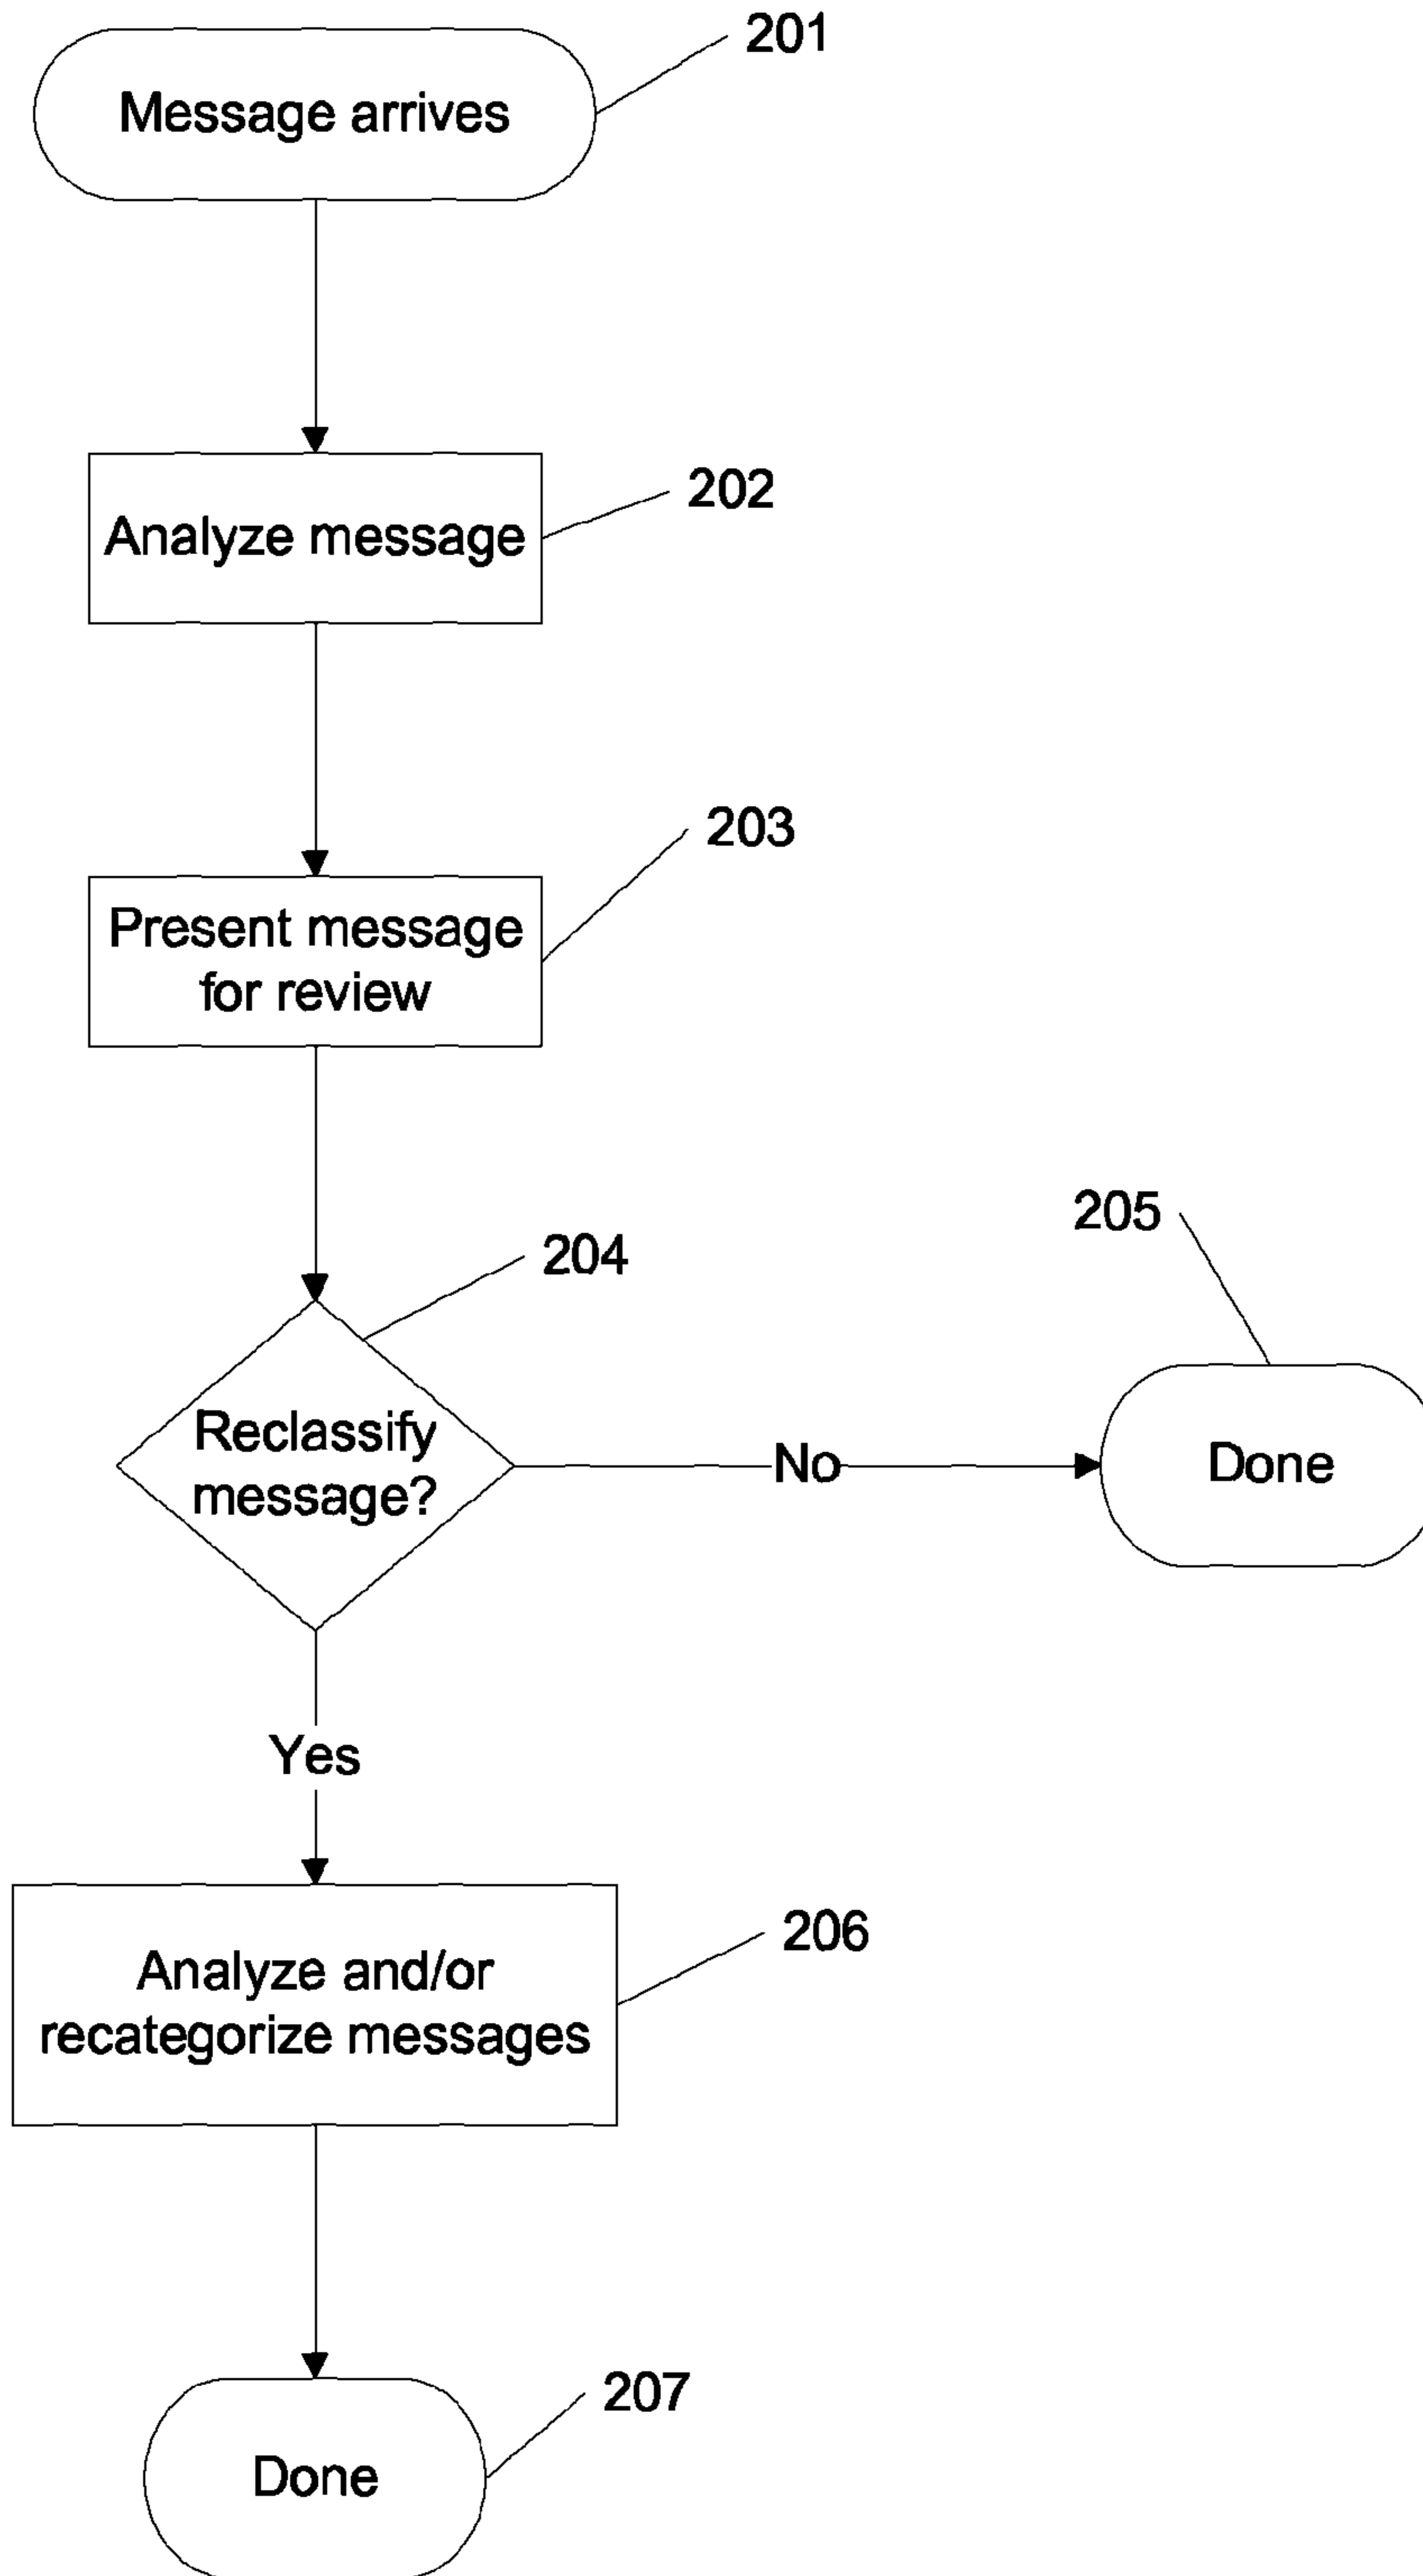 201
Message arrives
202
Analyze message
203
Present message
for review
204
205
Reclassify
message?
No
Done
Yes
206
Analyze and/or
recategorize messages
207
Done